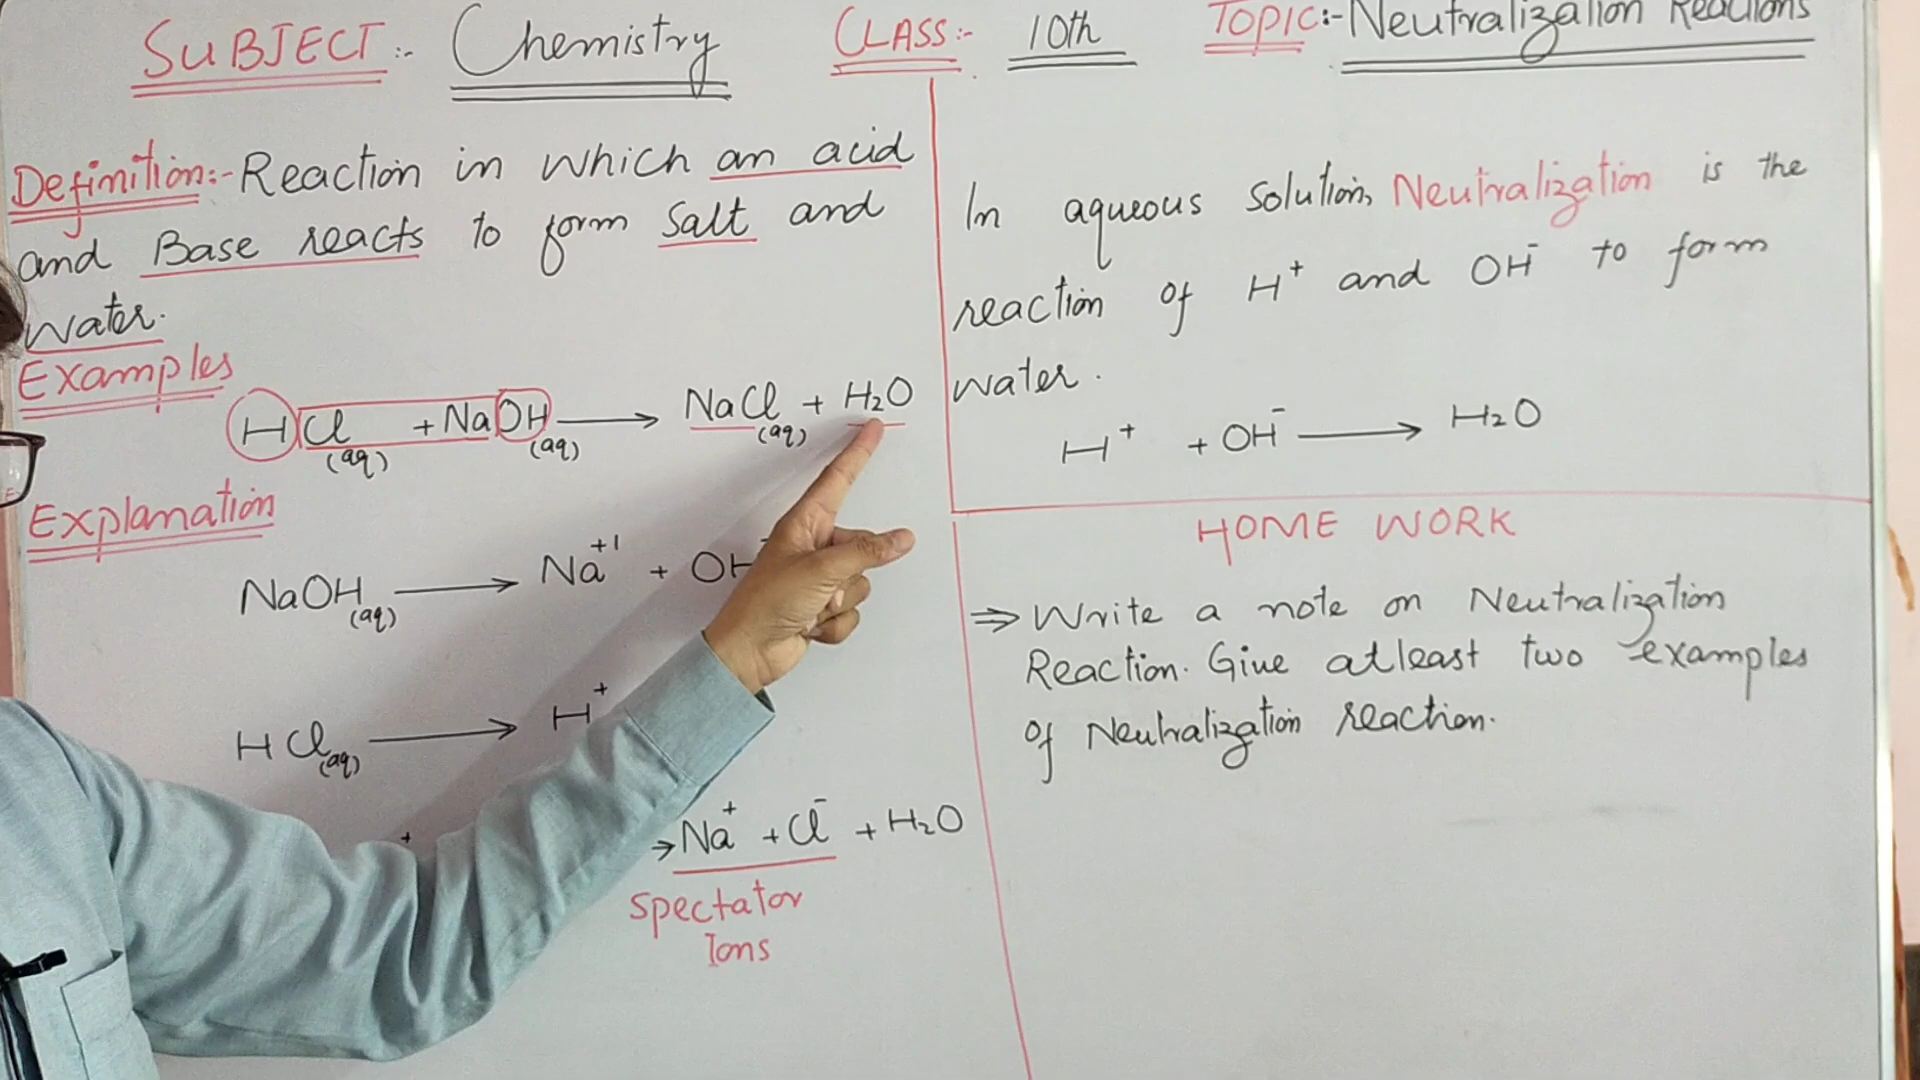 SUBJECT:- Chemistry CLASS:- 10th TOPIC:- Neutralization Reactions
Definition:- Reaction in which an acid
and Base reacts to form Salt and
Water.
Examples
HCl(aq) + NaOH(aq) ⟶ NaCl(aq) + H₂O
Explanation
NaOH(aq) ⟶ Na⁺¹ + OH⁻
HCl(aq) ⟶ H⁺
→ Na⁺ + Cl⁻ + H₂O
Spectator
Ions
In aqueous Solution, Neutralization is the
reaction of H⁺ and OH⁻ to form
water.
H⁺ + OH⁻ ⟶ H₂O
HOME WORK
⇒ Write a note on Neutralization
Reaction. Give atleast two examples
of Neutralization reaction.